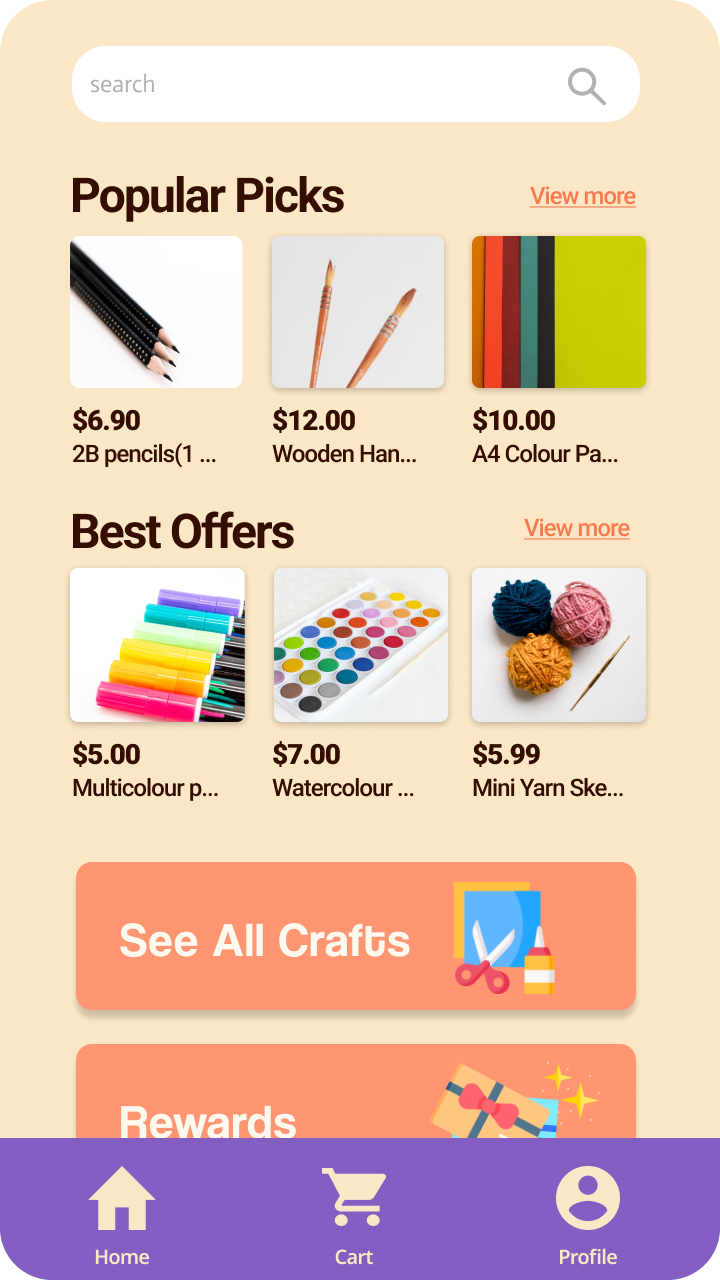 search
Popular Picks
View more
$6.90
$12.00
$10.00
2B pencils(1 ...
Wooden Han...
A4 Colour Pa...
Best Offers
View more
$5.00
$7.00
$5.99
Multicolour p...
Watercolour ...
Mini Yarn Ske...
See All Crafts
Rewards
Home
Cart
Profile